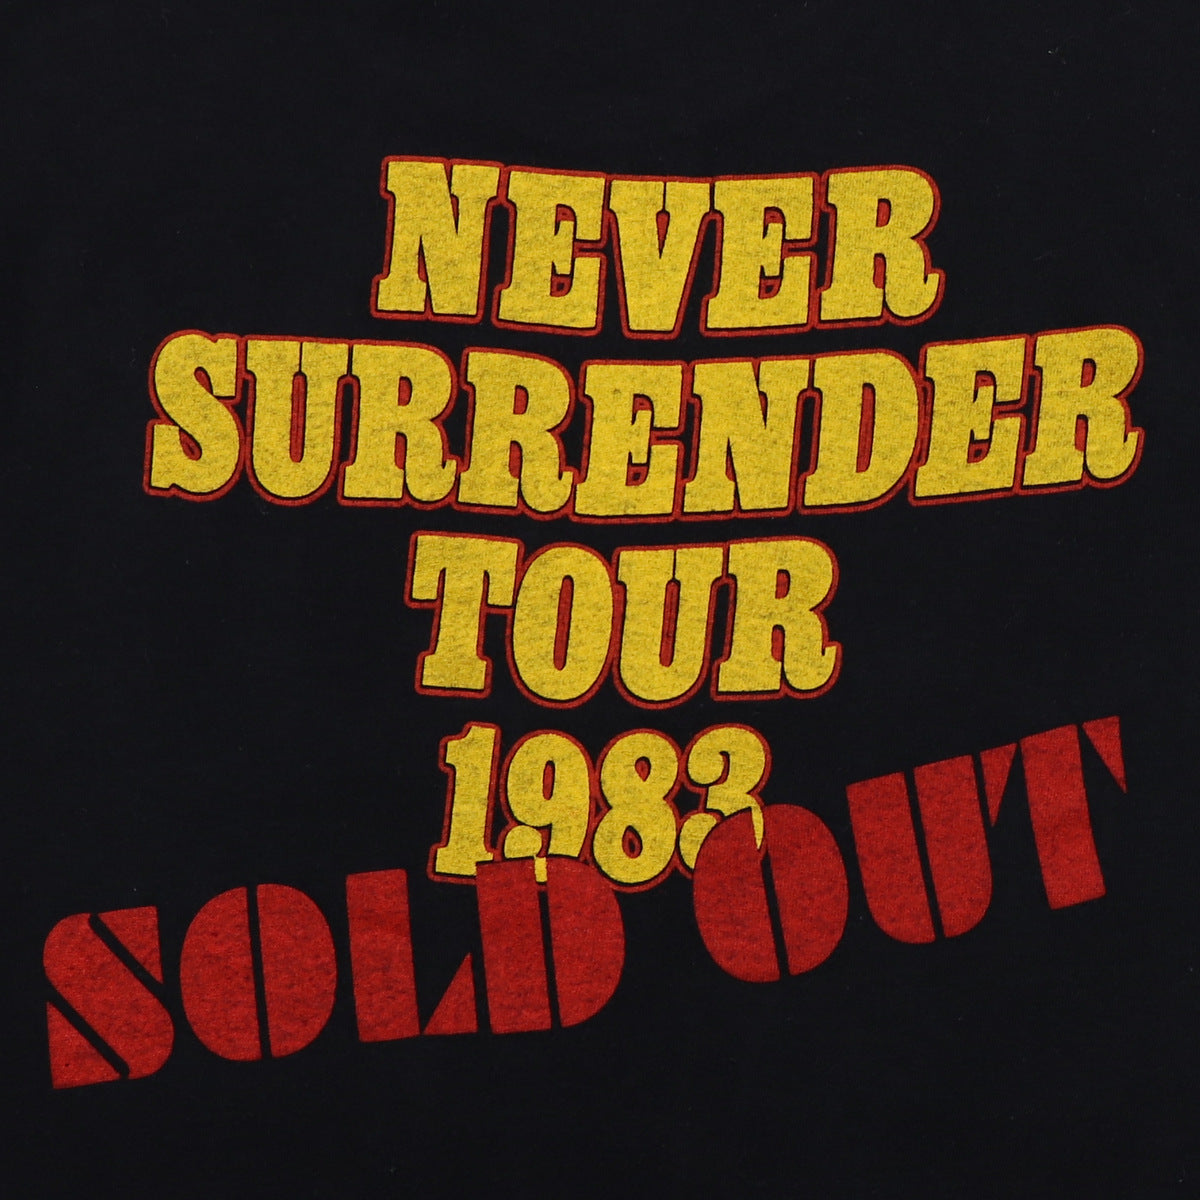 NEVER
SURRENDER
TOUR
1983
SOLD OUT